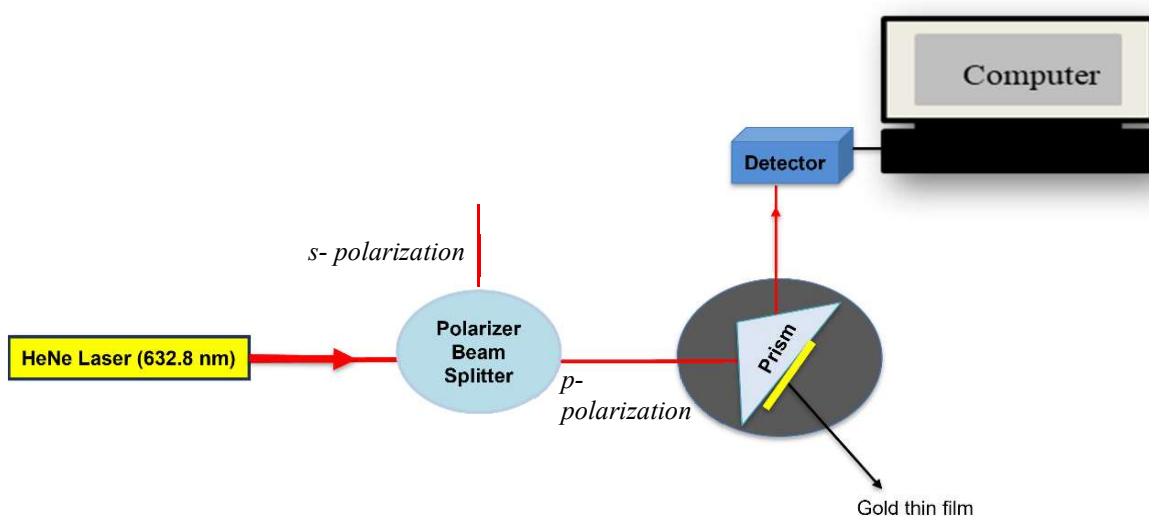 Computer
Detector
s- polarization
HeNe Laser (632.8 nm)
Polarizer
Beam
Splitter
p-
polarization
Prism
Gold thin film